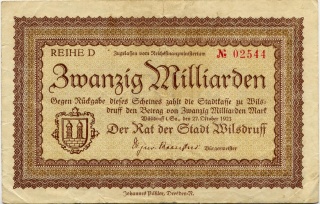 REIHE D
Zugelassen vom Reichsfinanzministerium
№ 02544
Zwanzig Milliarden
Gegen Rückgabe dieses Scheines zahlt die Stadtkasse zu Wils-
druff den Betrag von Zwanzig Milliarden Mark
Wilsdruff i. Sa., den 27. Oktober 1923
Der Rat der Stadt Wilsdruff
Bürgermeister
Johannes Päßler, Dresden-N.